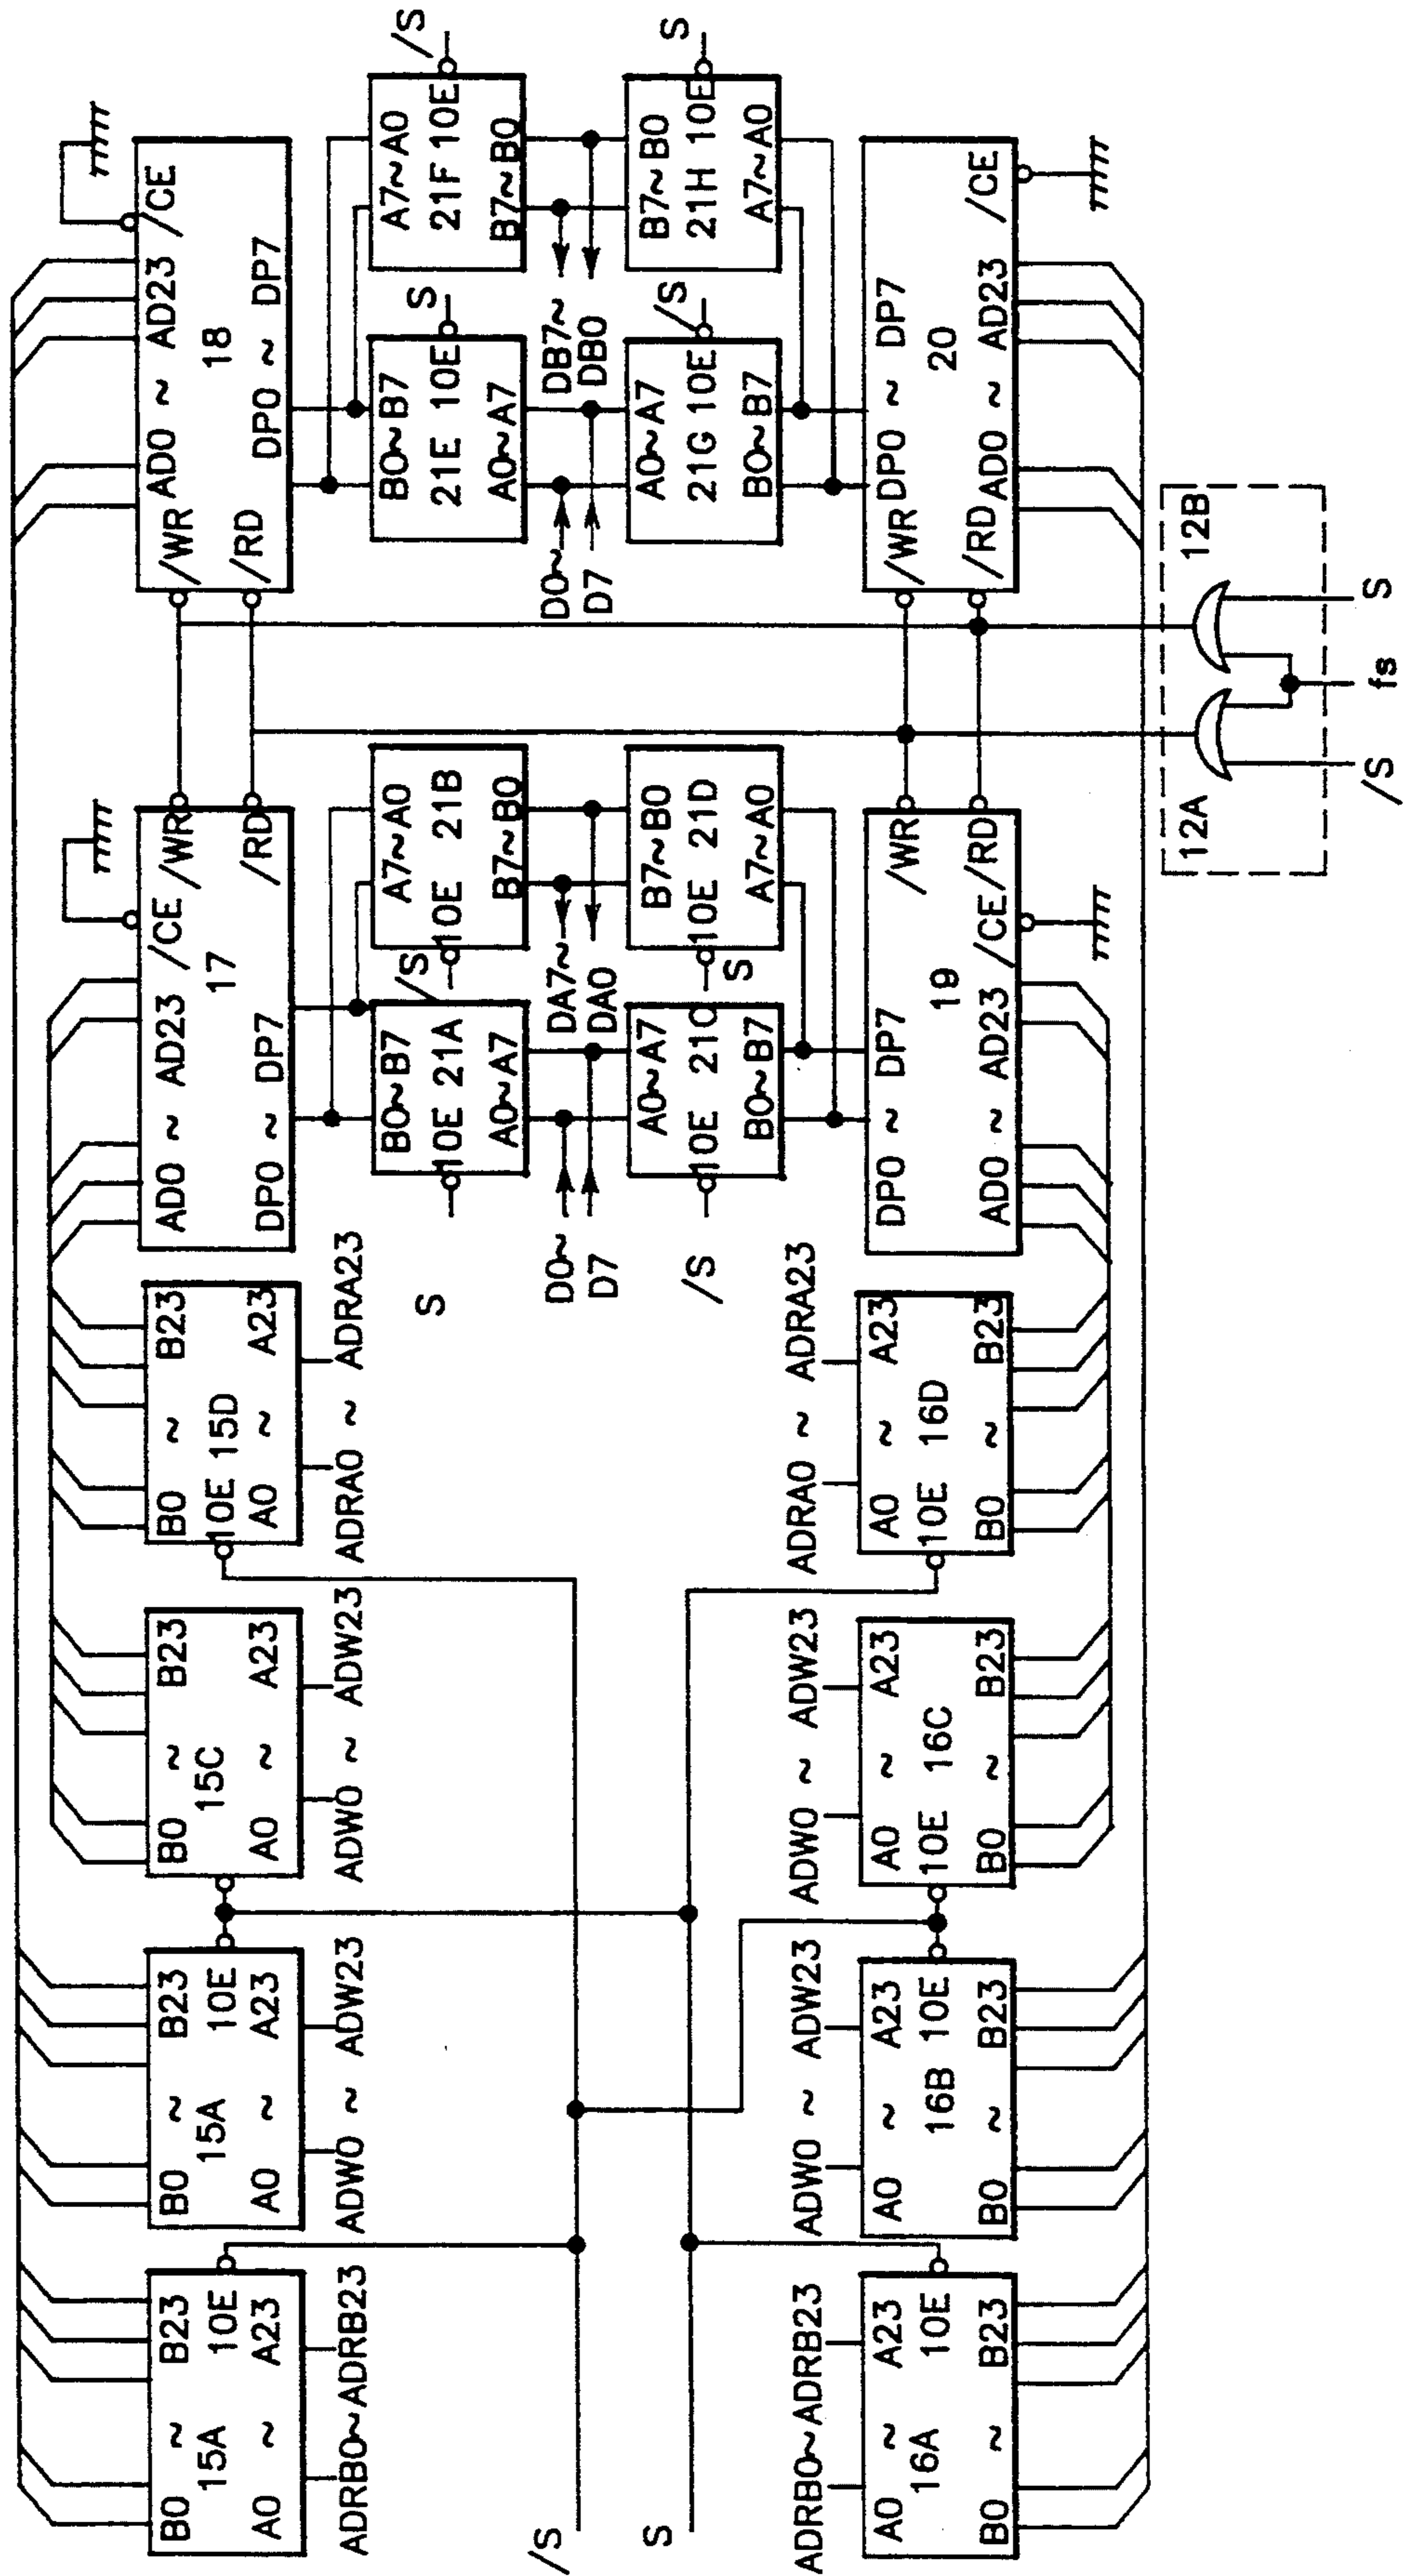 /CE
/WR
AD0 ~ AD23
18
/RD
DP0 ~ DP7
A7~A0
21F 10E
B7~B0
/S
B0~B7
21E 10E
A0~A7
S
DB7~
DB0
D0~
D7
B7~B0
21H 10E
A7~A0
S
A0~A7
21G 10E
B0~B7
/S
/WR
DP0 ~ DP7
20
/RD
AD0 ~ AD23
/CE
12B
12A
S
fs
/S
/CE
/WR
AD0 ~ AD23
17
/RD
DP0 ~ DP7
A7~A0
10E 21B
B7~B0
/S
B0~B7
10E 21A
A0~A7
S
DA7~
DA0
D0~
D7
B7~B0
10E 21D
A7~A0
S
A0~A7
10E 21C
B0~B7
/S
/WR
DP0 ~ DP7
19
/RD
AD0 ~ AD23
/CE
B0 ~ B23
10E 15D
A0 ~ A23
ADRA0 ~ ADRA23
ADRA0 ~ ADRA23
A0 ~ A23
10E 16D
B0 ~ B23
B0 ~ B23
15C
A0 ~ A23
ADW0 ~ ADW23
ADW0 ~ ADW23
A0 ~ A23
10E 16C
B0 ~ B23
B0 ~ B23
15A 10E
A0 ~ A23
ADW0 ~ ADW23
ADW0 ~ ADW23
A0 ~ A23
16B 10E
B0 ~ B23
B0 ~ B23
15A 10E
A0 ~ A23
ADRB0~ADRB23
/S
S
ADRB0~ADRB23
A0 ~ A23
16A 10E
B0 ~ B23